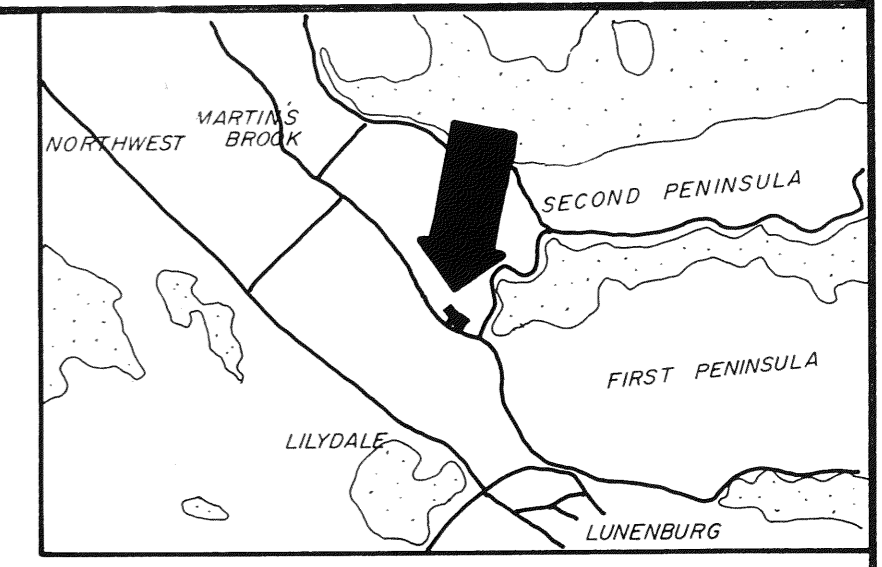 MARTIN'S
BROOK
NORTHWEST
SECOND PENINSULA
FIRST PENINSULA
LILYDALE
LUNENBURG